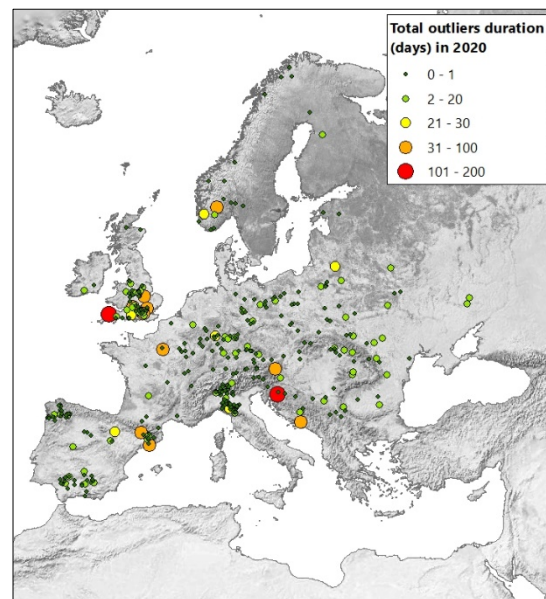 Total outliers duration
(days) in 2020
0 - 1
2 - 20
21 - 30
31 - 100
101 - 200